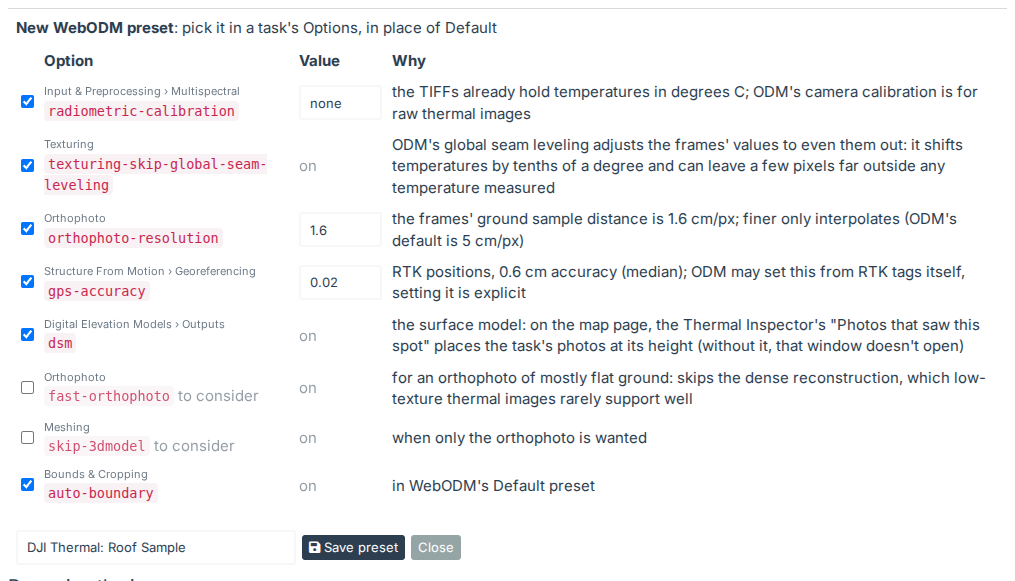 New WebODM preset: pick it in a task's Options, in place of Default
Option Value Why
Input & Preprocessing › Multispectral
radiometric-calibration
none
the TIFFs already hold temperatures in degrees C; ODM's camera calibration is for
raw thermal images
Texturing
texturing-skip-global-seam-
leveling
on
ODM's global seam leveling adjusts the frames' values to even them out: it shifts
temperatures by tenths of a degree and can leave a few pixels far outside any
temperature measured
Orthophoto
orthophoto-resolution
1.6
the frames' ground sample distance is 1.6 cm/px; finer only interpolates (ODM's
default is 5 cm/px)
Structure From Motion › Georeferencing
gps-accuracy
0.02
RTK positions, 0.6 cm accuracy (median); ODM may set this from RTK tags itself,
setting it is explicit
Digital Elevation Models › Outputs
dsm
on
the surface model: on the map page, the Thermal Inspector's "Photos that saw this
spot" places the task's photos at its height (without it, that window doesn't open)
Orthophoto
fast-orthophoto to consider
on
for an orthophoto of mostly flat ground: skips the dense reconstruction, which low-
texture thermal images rarely support well
Meshing
skip-3dmodel to consider
on
when only the orthophoto is wanted
Bounds & Cropping
auto-boundary
on
in WebODM's Default preset
DJI Thermal: Roof Sample
Save preset
Close